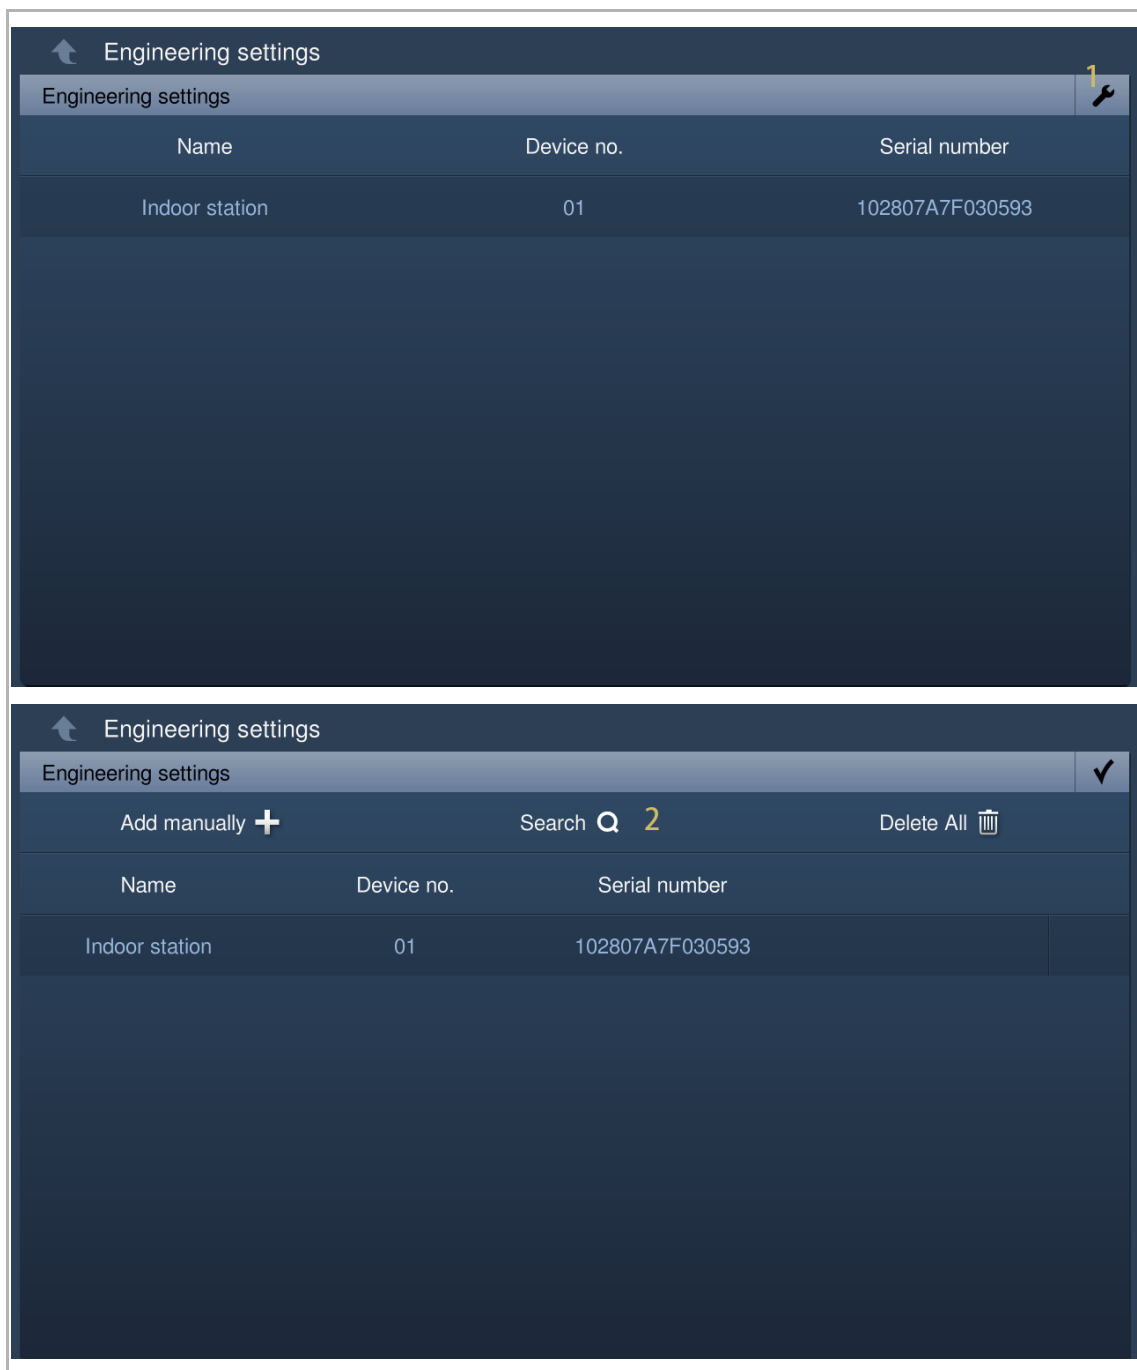 Engineering settings
1
Engineering settings
Name Device no. Serial number
Indoor station 01 102807A7F030593
Engineering settings
Engineering settings
Add manually Search 2 Delete All
Name Device no. Serial number
Indoor station 01 102807A7F030593